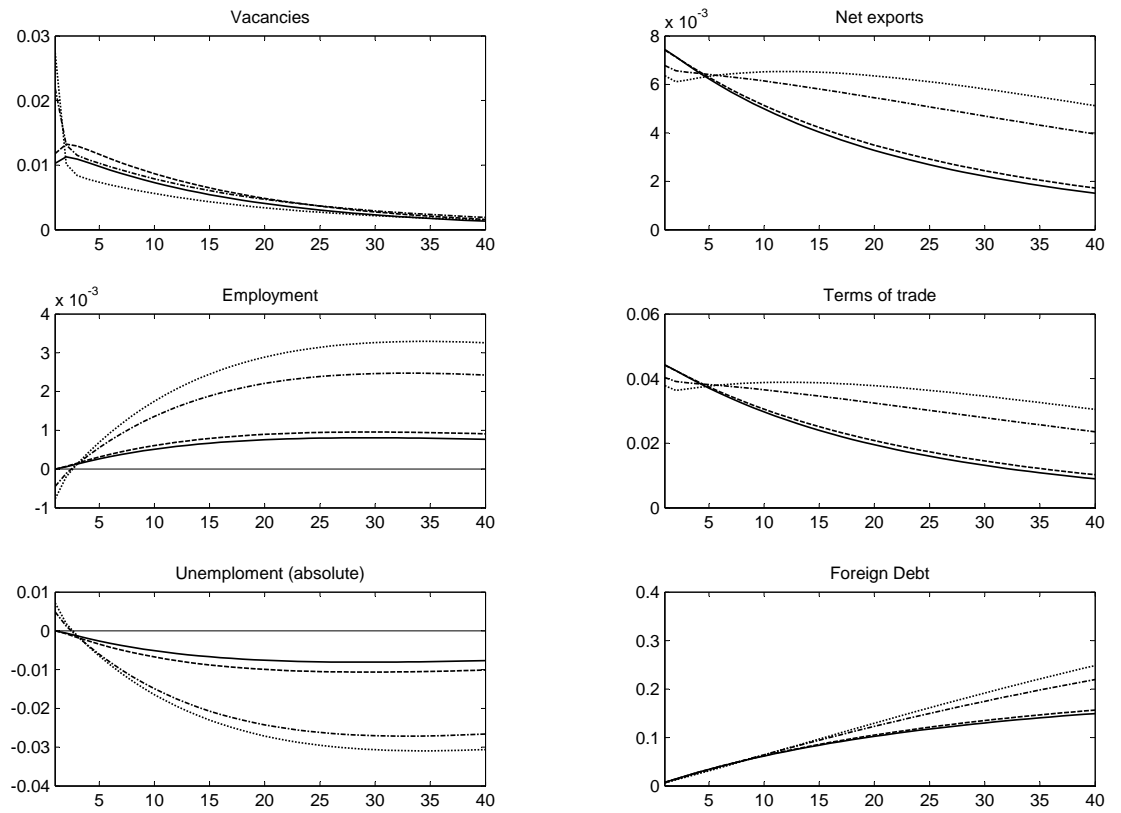 Vacancies
0.03
0.02
0.01
0
5 10 15 20 25 30 35 40
Net exports
x 10-3
8
6
4
2
0
5 10 15 20 25 30 35 40
Employment
x 10-3
4
3
2
1
0
-1
5 10 15 20 25 30 35 40
Terms of trade
0.06
0.04
0.02
0
5 10 15 20 25 30 35 40
Unemploment (absolute)
0.01
0
-0.01
-0.02
-0.03
-0.04
5 10 15 20 25 30 35 40
Foreign Debt
0.4
0.3
0.2
0.1
0
5 10 15 20 25 30 35 40